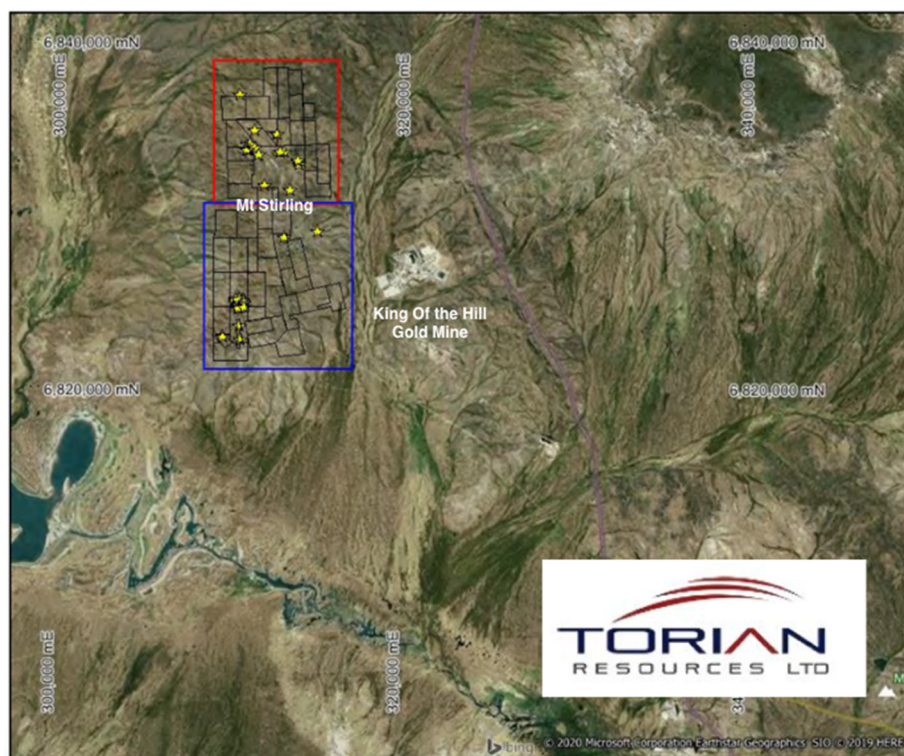 6,840,000 mN
6,840,000 mN
300,000 mE
320,000 mE
340,000 mE
Mt Stirling
King Of the Hill
Gold Mine
6,820,000 mN
6,820,000 mN
TORIAN
RESOURCES LTD
300,000 mE
320,000 mE
bing
© 2020 Microsoft Corporation Earthstar Geographics SIO © 2019 HERE